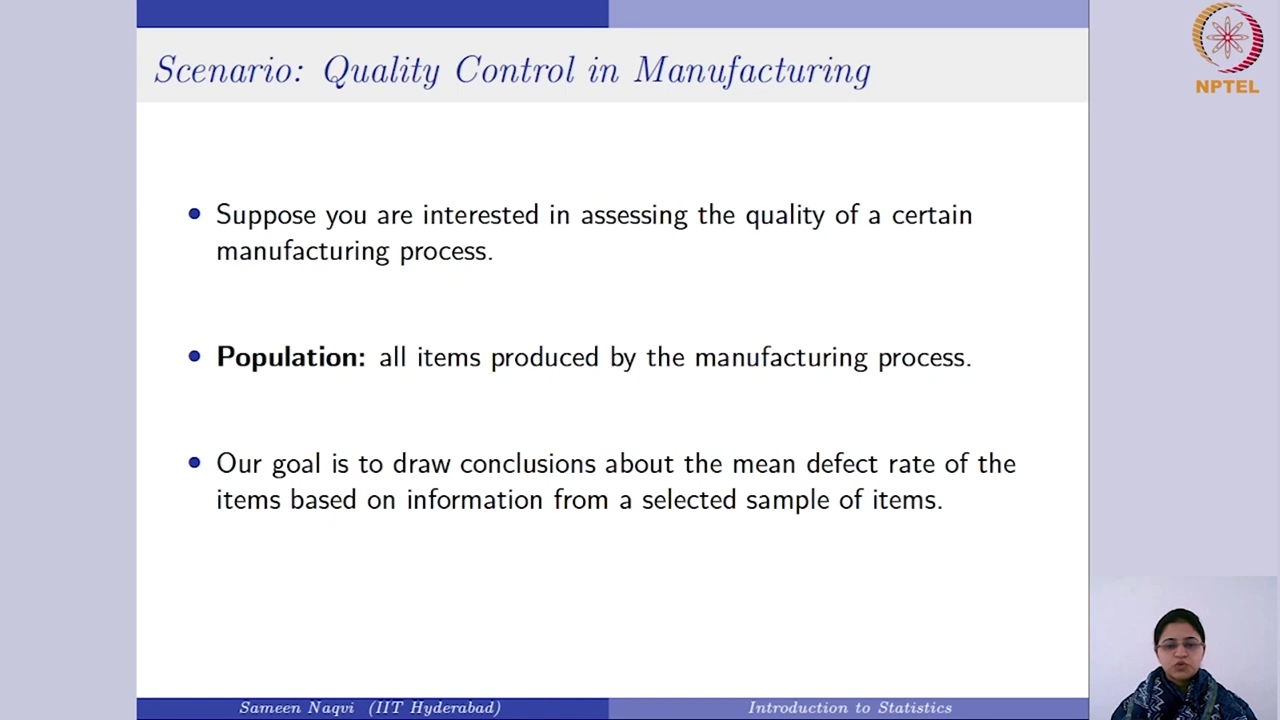 Scenario: Quality Control in Manufacturing
NPTEL
• Suppose you are interested in assessing the quality of a certain
manufacturing process.
• Population: all items produced by the manufacturing process.
• Our goal is to draw conclusions about the mean defect rate of the
items based on information from a selected sample of items.
Sameen Naqvi (IIT Hyderabad)
Introduction to Statistics